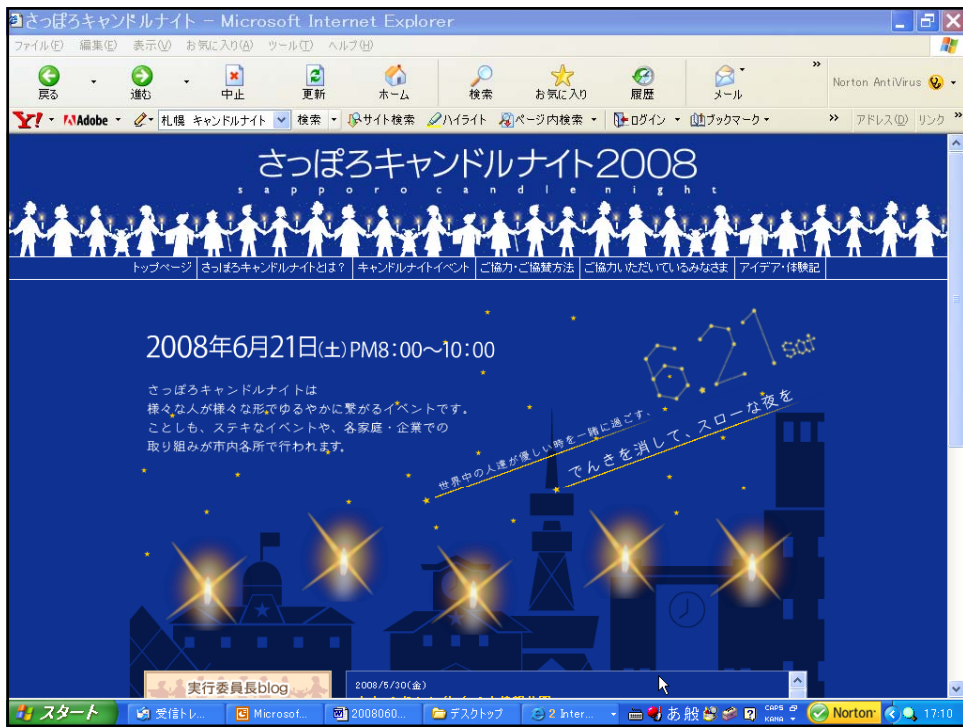 さっぽろキャンドルナイト - Microsoft Internet Explorer
ファイル(F) 編集(E) 表示(V) お気に入り(A) ツール(T) ヘルプ(H)
戻る 進む 中止 更新 ホーム 検索 お気に入り 履歴 メール » Norton AntiVirus
Y! Adobe 札幌 キャンドルナイト 検索 サイト検索 ハイライト ページ内検索 ログイン ブックマーク » アドレス(D) リンク »
さっぽろキャンドルナイト2008
sapporo candle night
トップページ さっぽろキャンドルナイトとは? キャンドルナイトイベント ご協力・ご協賛方法 ご協力いただいているみなさま アイデア・体験記
2008年6月21日(土)PM8:00~10:00
6.21 sat
さっぽろキャンドルナイトは
様々な人が様々な形でゆるやかに繋がるイベントです。
ことしも、ステキなイベントや、各家庭・企業での
取り組みが市内各所で行われます。
世界中の人達が優しい時を一緒に過ごす、
でんきを消して、スローな夜を
実行委員長blog
2008/5/30(金)
スタート 受信トレ... Microsof... 2008060... デスクトップ 2 Inter... あ 般 CAPS KANA Norton 17:10